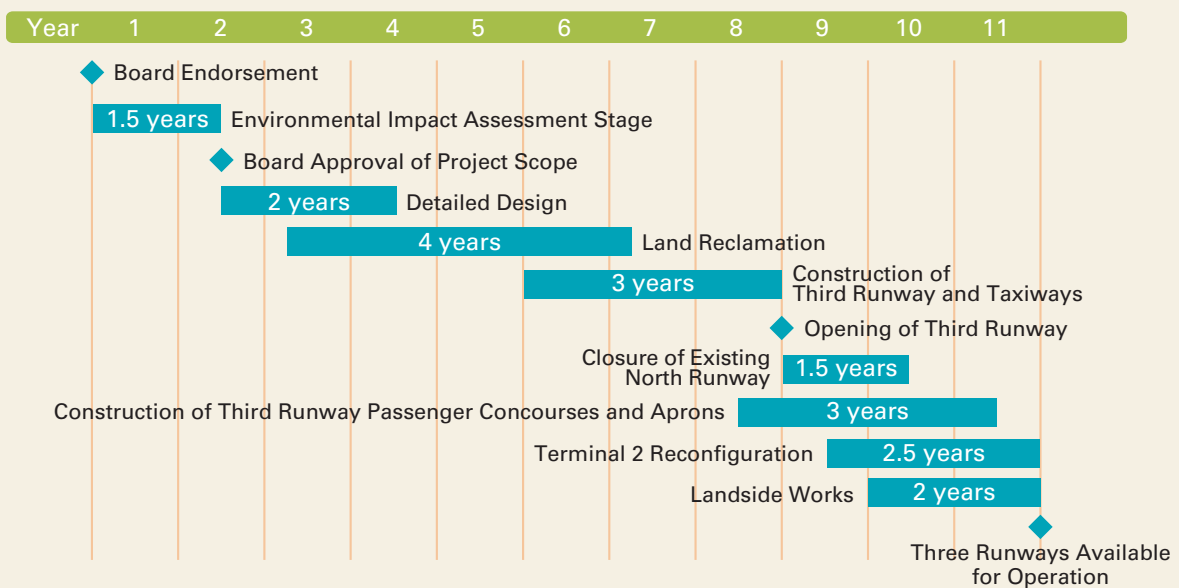 Year 1 2 3 4 5 6 7 8 9 10 11
Board Endorsement
1.5 years Environmental Impact Assessment Stage
Board Approval of Project Scope
2 years Detailed Design
4 years Land Reclamation
3 years Construction of
Third Runway and Taxiways
Opening of Third Runway
Closure of Existing
North Runway 1.5 years
Construction of Third Runway Passenger Concourses and Aprons 3 years
Terminal 2 Reconfiguration 2.5 years
Landside Works 2 years
Three Runways Available
for Operation